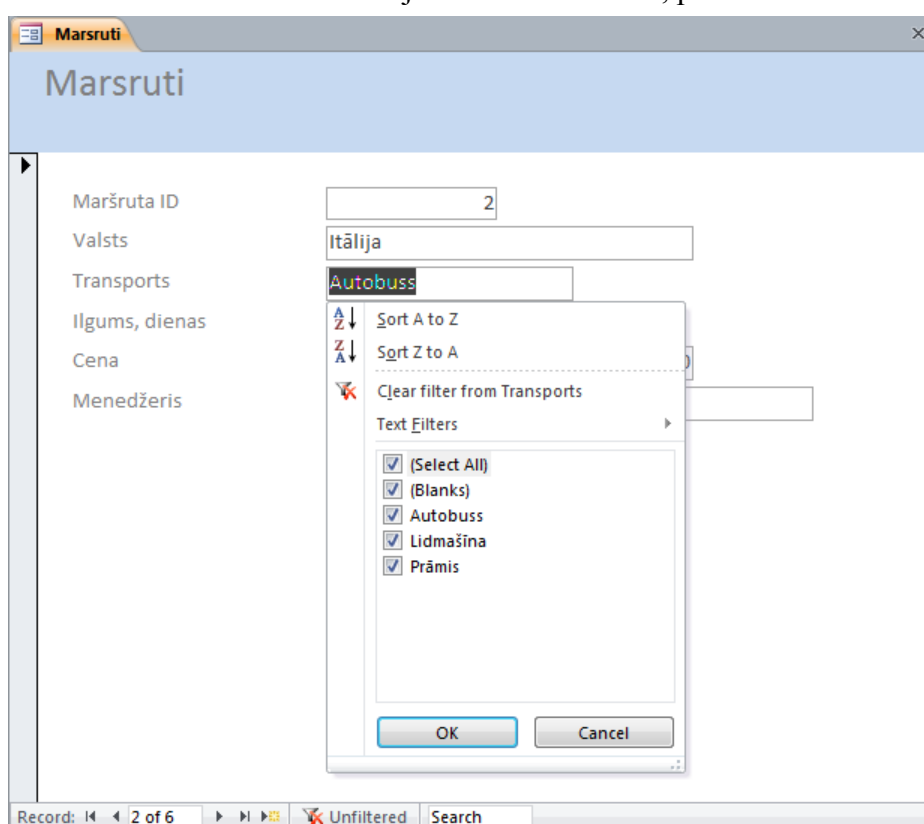 Marsruti
Marsruti
Maršruta ID 2
Valsts Itālija
Transports Autobuss
Ilgums, dienas
Cena
Menedžeris
Sort A to Z
Sort Z to A
Clear filter from Transports
Text Filters
(Select All)
(Blanks)
Autobuss
Lidmašīna
Prāmis
OK Cancel
Record: 2 of 6 Unfiltered Search